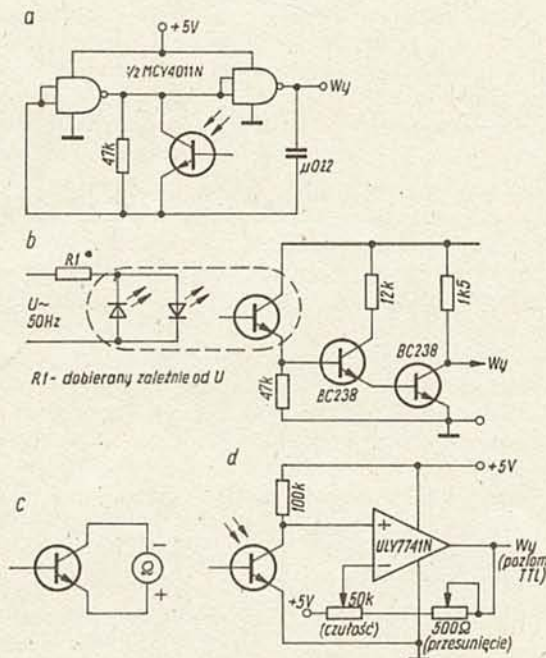 a
+5V
½ MCY4011N
Wy
47k
µ012
b
R1*
U~
50Hz
R1 - dobierany zależnie od U
12k
1k5
BC238
Wy
47k
BC238
c
Ω
−
+
d
+5V
100k
+
ULY7741N
−
Wy
(poziom
TTL)
+5V
50k
(czułość)
500Ω
(przesunięcie)